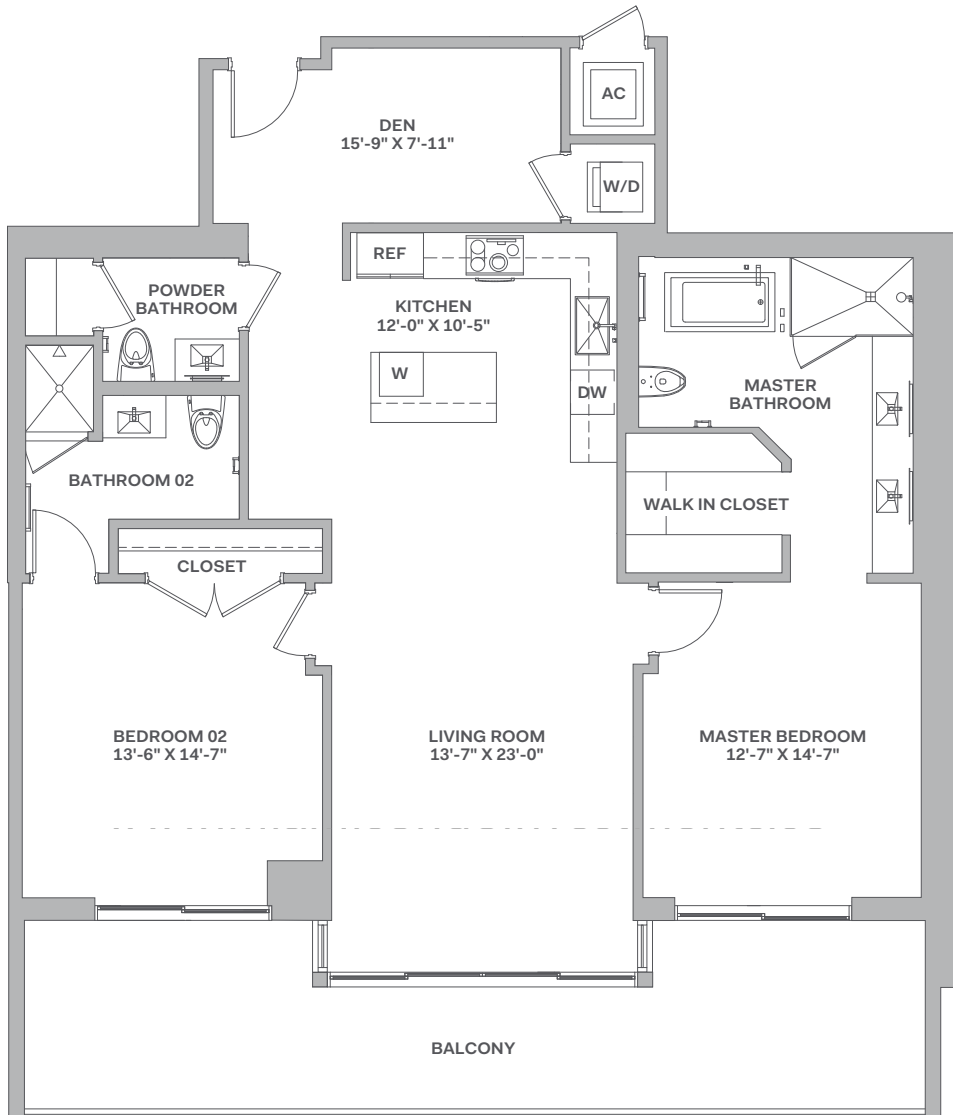 AC
DEN
15'-9" X 7'-11"
W/D
REF
POWDER
BATHROOM
KITCHEN
12'-0" X 10'-5"
W
DW
MASTER
BATHROOM
BATHROOM 02
WALK IN CLOSET
CLOSET
BEDROOM 02
13'-6" X 14'-7"
LIVING ROOM
13'-7" X 23'-0"
MASTER BEDROOM
12'-7" X 14'-7"
BALCONY